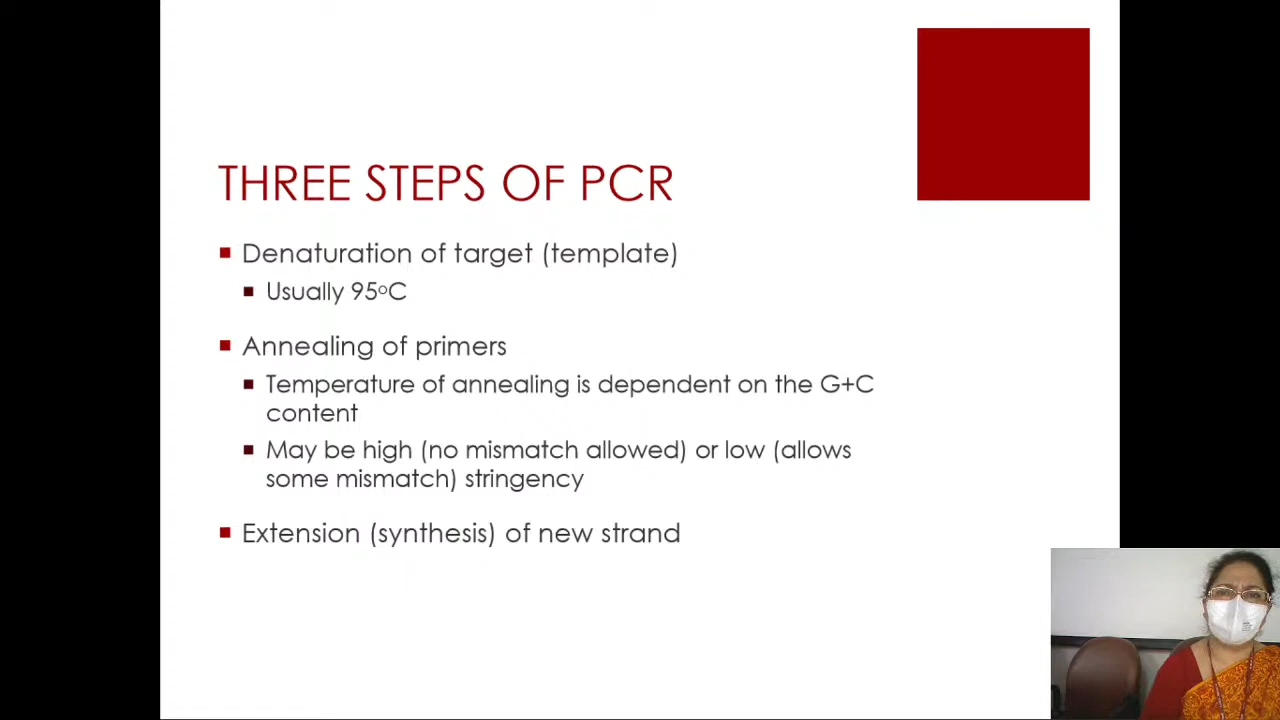 THREE STEPS OF PCR
Denaturation of target (template)
Usually 95°C
Annealing of primers
Temperature of annealing is dependent on the G+C
content
May be high (no mismatch allowed) or low (allows
some mismatch) stringency
Extension (synthesis) of new strand